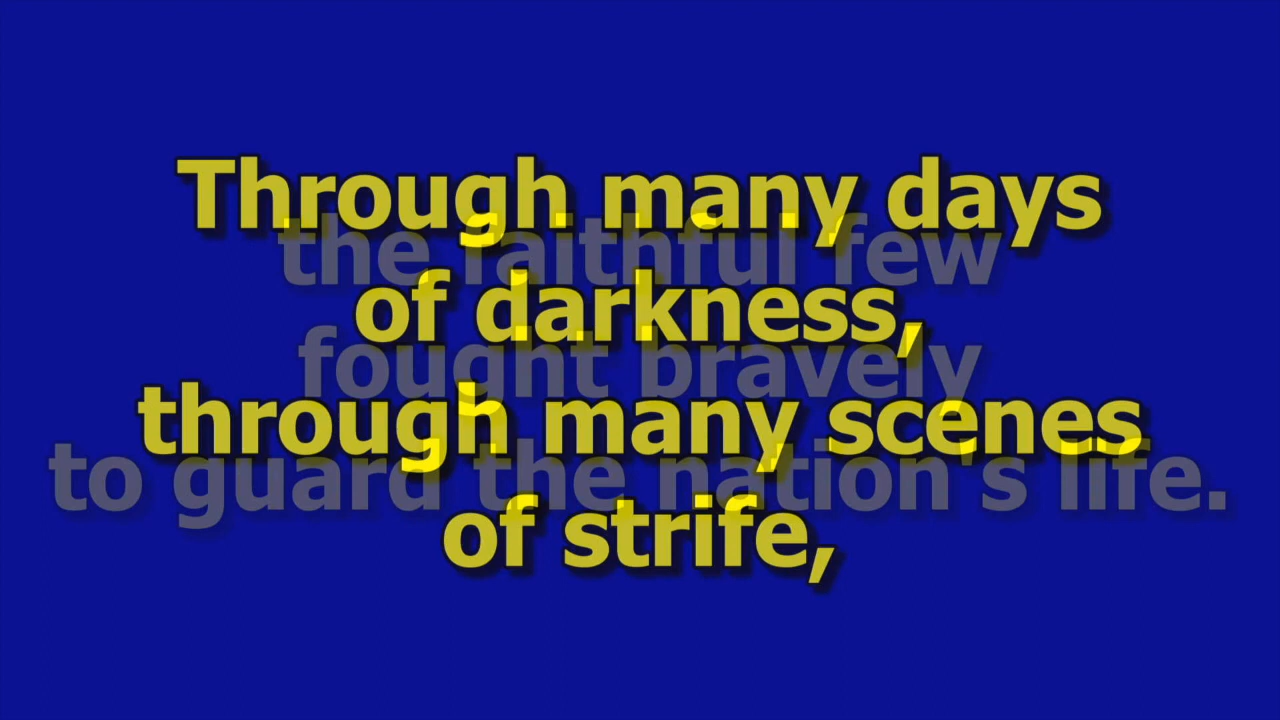 Through many days
of darkness,
through many scenes
of strife,
the faithful few
fought bravely
to guard the nation's life.